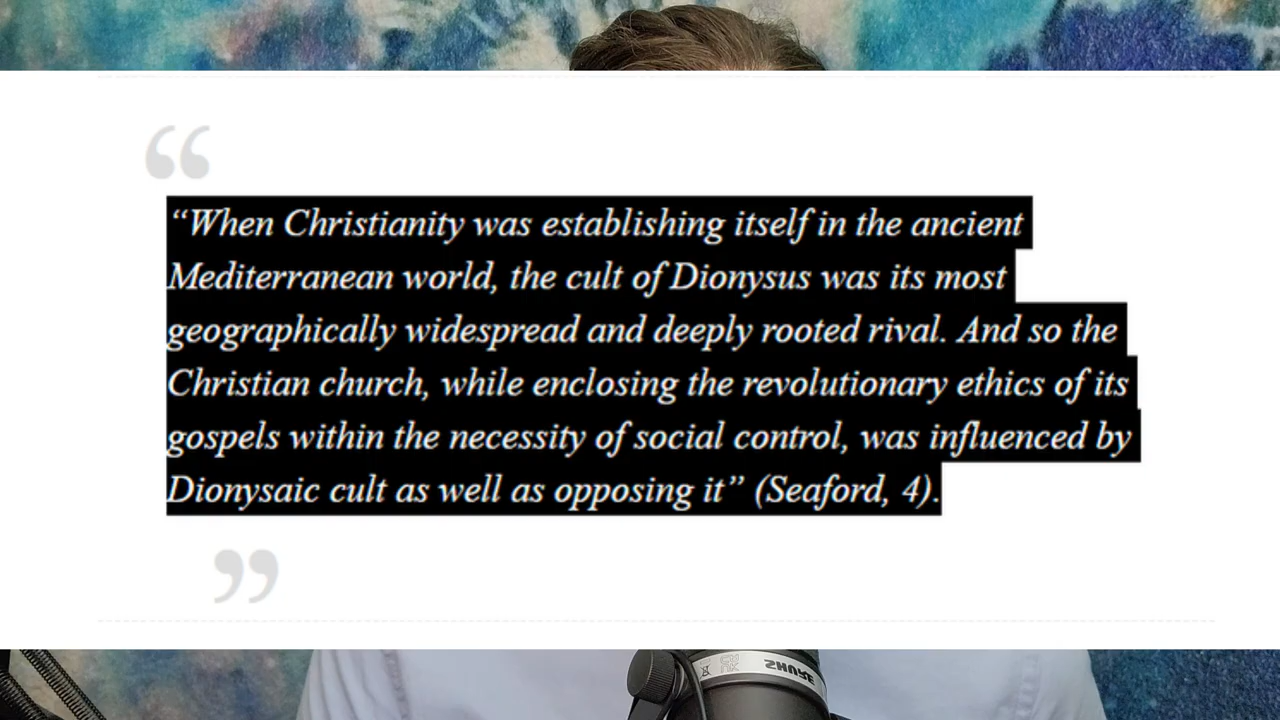 “When Christianity was establishing itself in the ancient
Mediterranean world, the cult of Dionysus was its most
geographically widespread and deeply rooted rival. And so the
Christian church, while enclosing the revolutionary ethics of its
gospels within the necessity of social control, was influenced by
Dionysaic cult as well as opposing it” (Seaford, 4).
SHURE